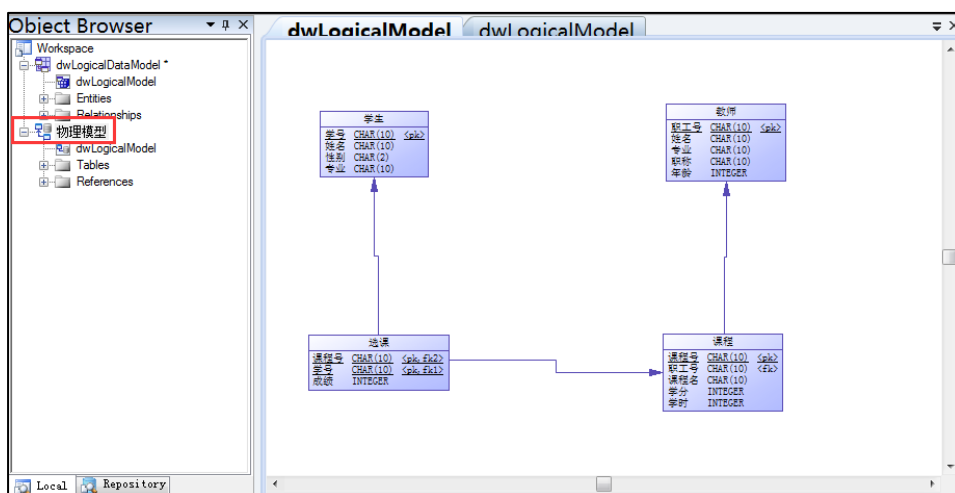 Object Browser
dwLogicalModel
dwLogicalModel
Workspace
dwLogicalDataModel *
dwLogicalModel
Entities
Relationships
物理模型
dwLogicalModel
Tables
References
学生
学号 CHAR(10) <pk>
姓名 CHAR(10)
性别 CHAR(2)
专业 CHAR(10)
教师
职工号 CHAR(10) <pk>
姓名 CHAR(10)
专业 CHAR(10)
职称 CHAR(10)
年龄 INTEGER
选课
课程号 CHAR(10) <pk,fk2>
学号 CHAR(10) <pk,fk1>
成绩 INTEGER
课程
课程号 CHAR(10) <pk>
职工号 CHAR(10) <fk>
课程名 CHAR(10)
学分 INTEGER
学时 INTEGER
Local
Repository